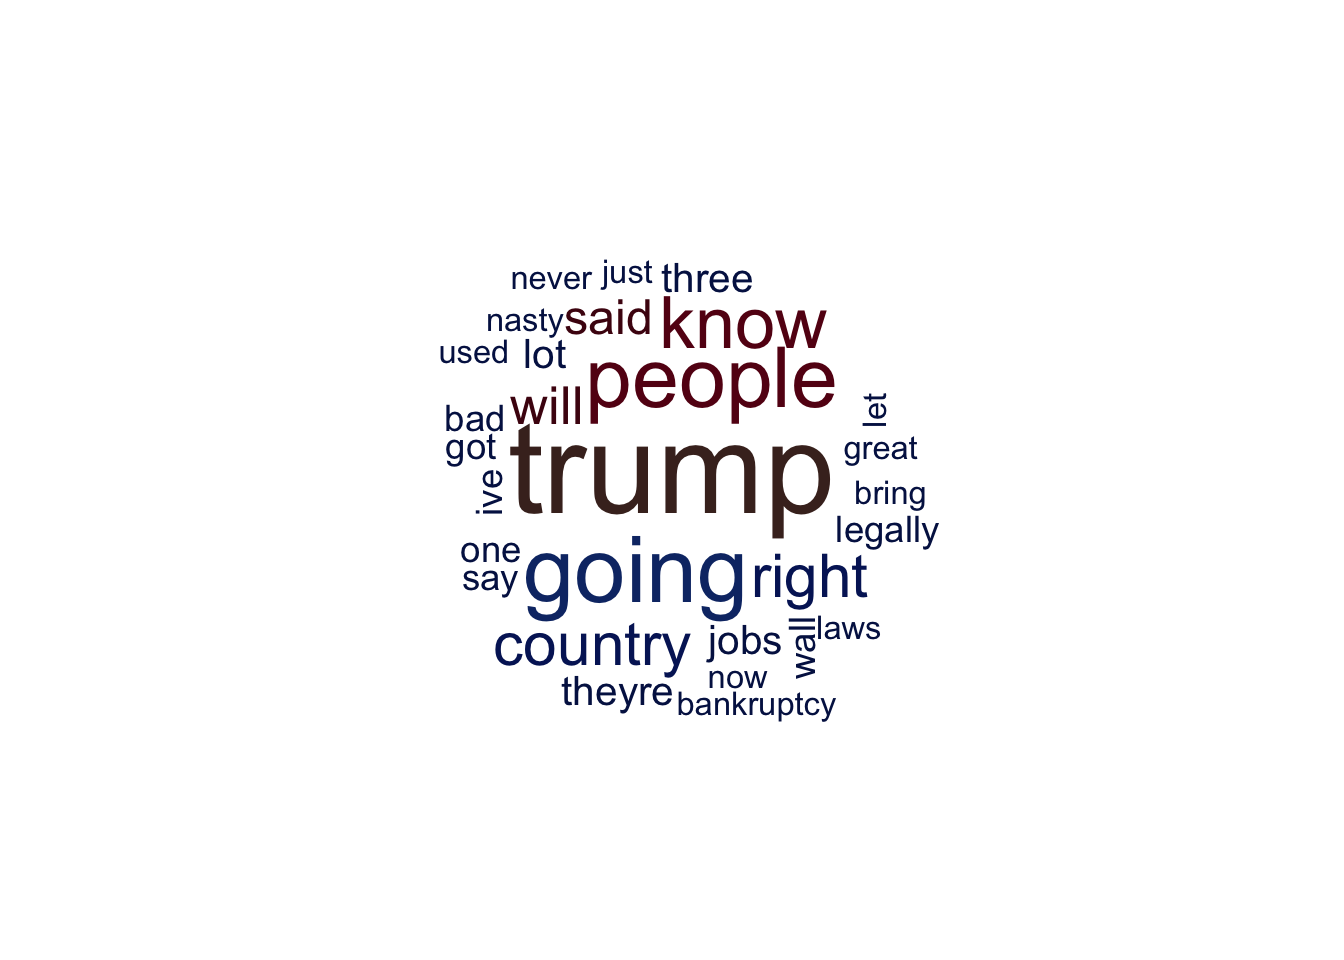 never just three
nasty said know
used lot people
bad will let
got trump great
ive bring
legally
one going right
say
country jobs wall laws
theyre now
bankruptcy